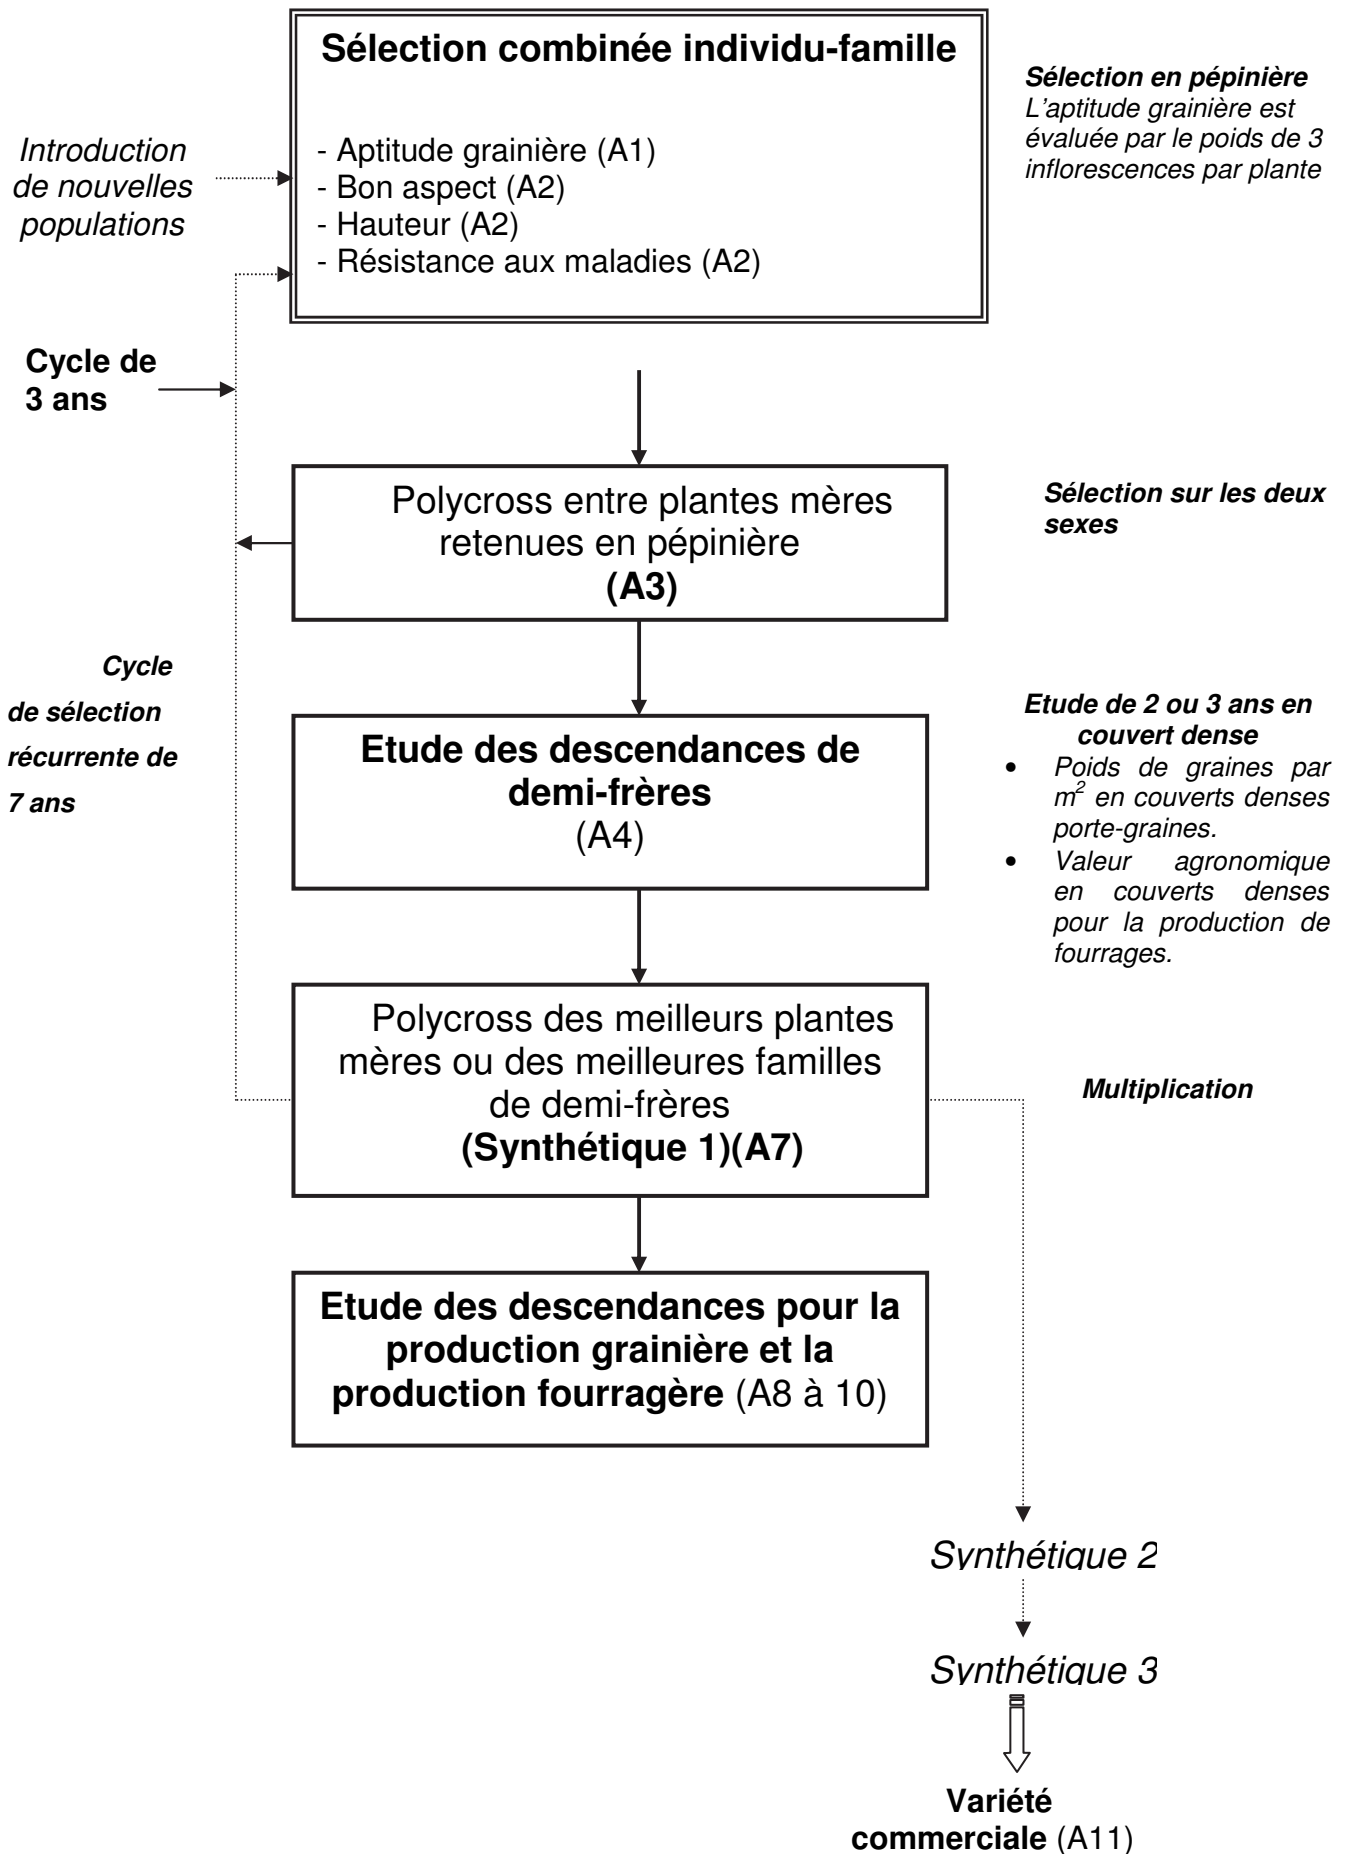 Sélection combinée individu-famille
- Aptitude grainière (A1)
- Bon aspect (A2)
- Hauteur (A2)
- Résistance aux maladies (A2)
Sélection en pépinière
L'aptitude grainière est
évaluée par le poids de 3
inflorescences par plante
Introduction
de nouvelles
populations
Cycle de
3 ans
Polycross entre plantes mères
retenues en pépinière
(A3)
Sélection sur les deux
sexes
Cycle
de sélection
récurrente de
7 ans
Etude des descendances de
demi-frères
(A4)
Etude de 2 ou 3 ans en
couvert dense
• Poids de graines par
m² en couverts denses
porte-graines.
• Valeur agronomique
en couverts denses
pour la production de
fourrages.
Polycross des meilleurs plantes
mères ou des meilleures familles
de demi-frères
(Synthétique 1)(A7)
Multiplication
Etude des descendances pour la
production grainière et la
production fourragère (A8 à 10)
Synthétique 2
Synthétique 3
Variété
commerciale (A11)